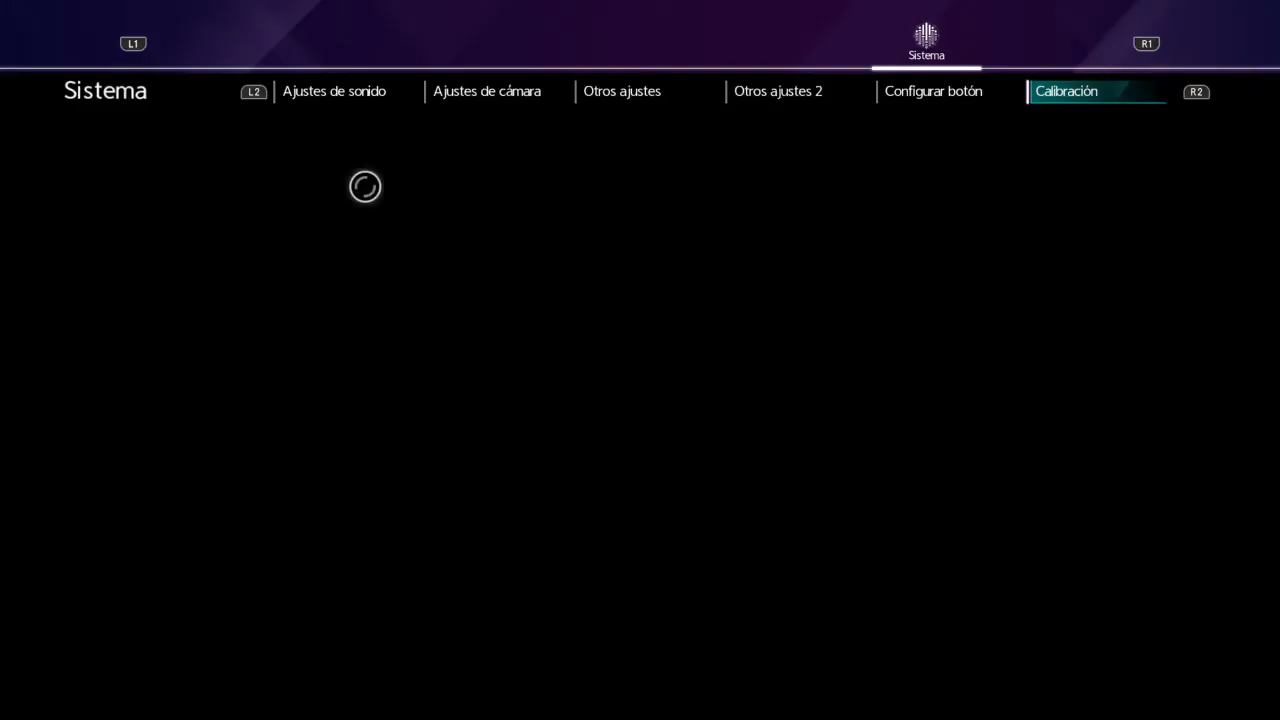 L1
Sistema
R1
Sistema
L2
Ajustes de sonido
Ajustes de cámara
Otros ajustes
Otros ajustes 2
Configurar botón
Calibración
R2